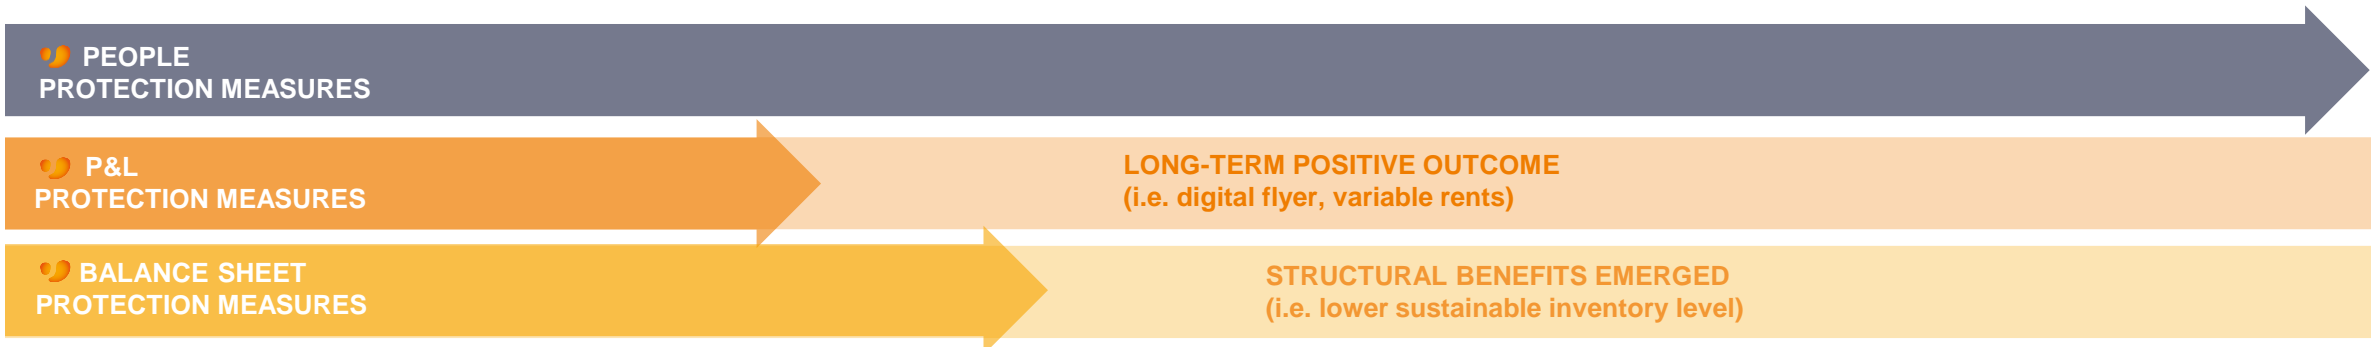 PEOPLE
PROTECTION MEASURES
P&L
PROTECTION MEASURES
LONG-TERM POSITIVE OUTCOME
(i.e. digital flyer, variable rents)
BALANCE SHEET
PROTECTION MEASURES
STRUCTURAL BENEFITS EMERGED
(i.e. lower sustainable inventory level)